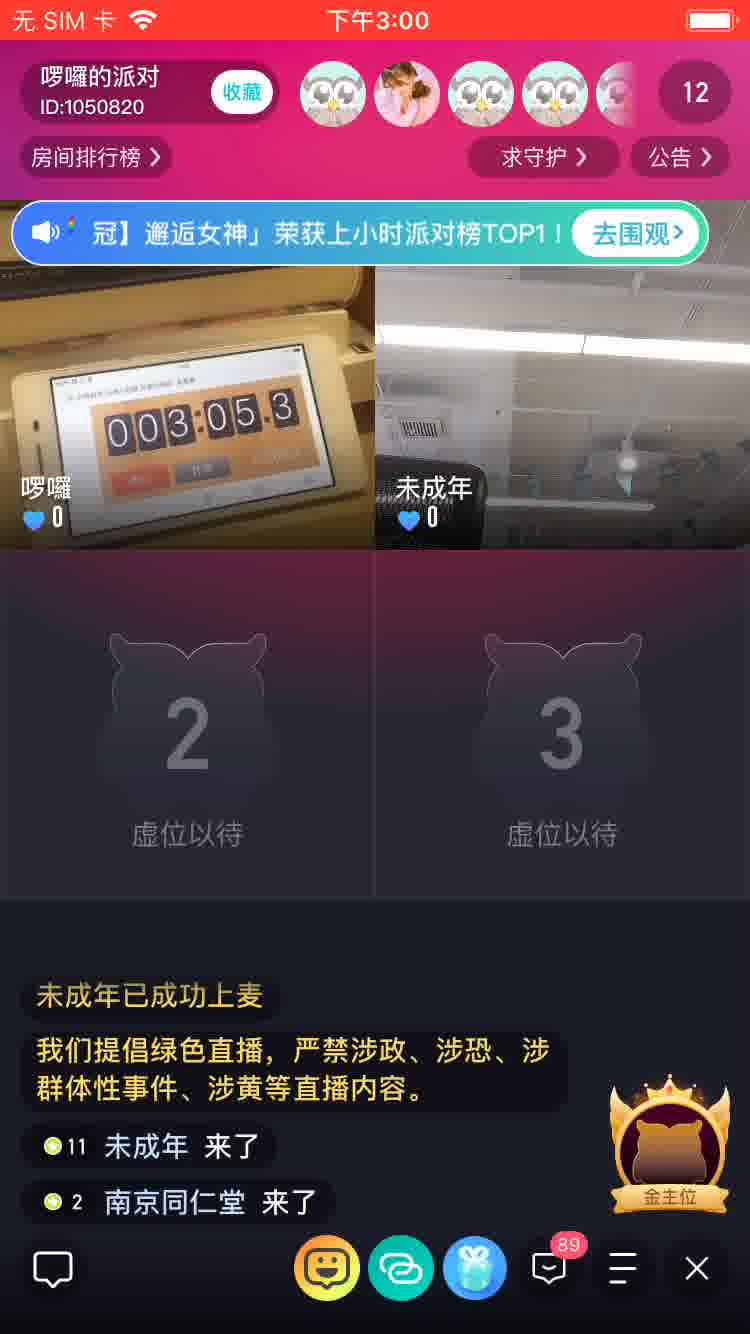 无 SIM 卡
下午3:00
啰囉的派对
ID:1050820
收藏
12
房间排行榜
求守护
公告
冠】邂逅女神」荣获上小时派对榜TOP1！
去围观
003:05.3
啰囉
0
未成年
0
2
虚位以待
3
虚位以待
未成年已成功上麦
我们提倡绿色直播，严禁涉政、涉恐、涉
群体性事件、涉黄等直播内容。
11 未成年 来了
2 南京同仁堂 来了
金主位
89